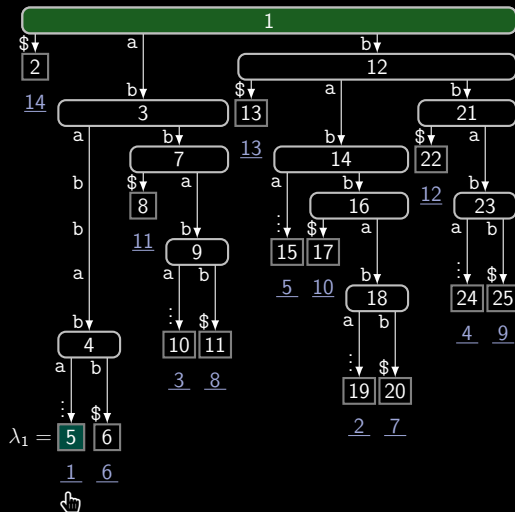 1
$ a b
2 12
b $ a b
14 3 13 21
a b 13 b $ b
7 14 22
b $ a a b 12
8 16 23
b 11 b ⋮ $ a a b
9 15 17 ⋮ $
a a b 5 10 b 24 25
b ⋮ $ 18 4 9
4 10 11 a b
a b 3 8 ⋮ $
⋮ $ 19 20
λ₁ = 5 6 2 7
1 6